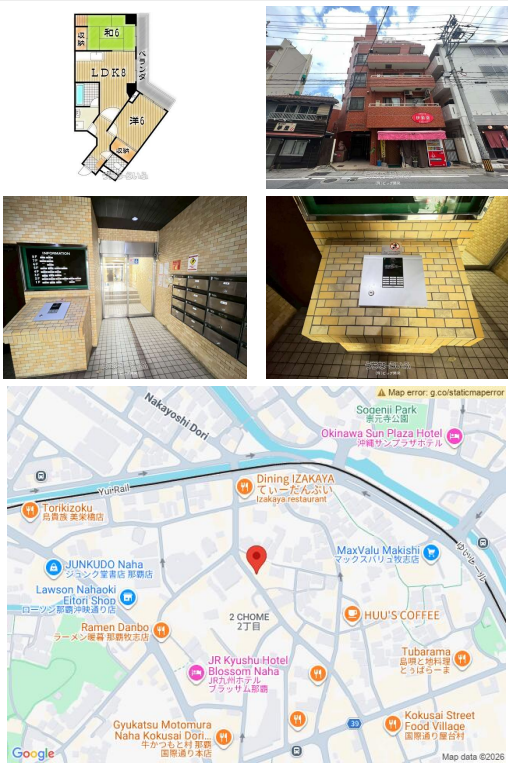 和6
収納
LDK8
洋6
収納
INFORMATION
Map error: g.co/staticmaperror
Nakayoshi Dori
Sogenji Park
崇元寺公園
Okinawa Sun Plaza Hotel
沖縄サンプラザホテル
Yui Rail
Dining IZAKAYA
てぃーだんぶい
Izakaya restaurant
Torikizoku
鳥貴族 美栄橋店
ゆいレール
MaxValu Makishi
マックスバリュ牧志店
JUNKUDO Naha
ジュンク堂書店 那覇店
Lawson Nahaoki
Eitori Shop
ローソン那覇沖映通り店
2 CHOME
2丁目
HUU'S COFFEE
Ramen Danbo
ラーメン暖暮 那覇牧志店
Tubarama
島唄と地料理
とぅばらーま
JR Kyushu Hotel
Blossom Naha
JR九州ホテル
ブラッサム那覇
Gyukatsu Motomura
Naha Kokusai Dori...
牛かつもと村 那覇
国際通り本店
39
Kokusai Street
Food Village
国際通り屋台村
Google
Map data ©2026